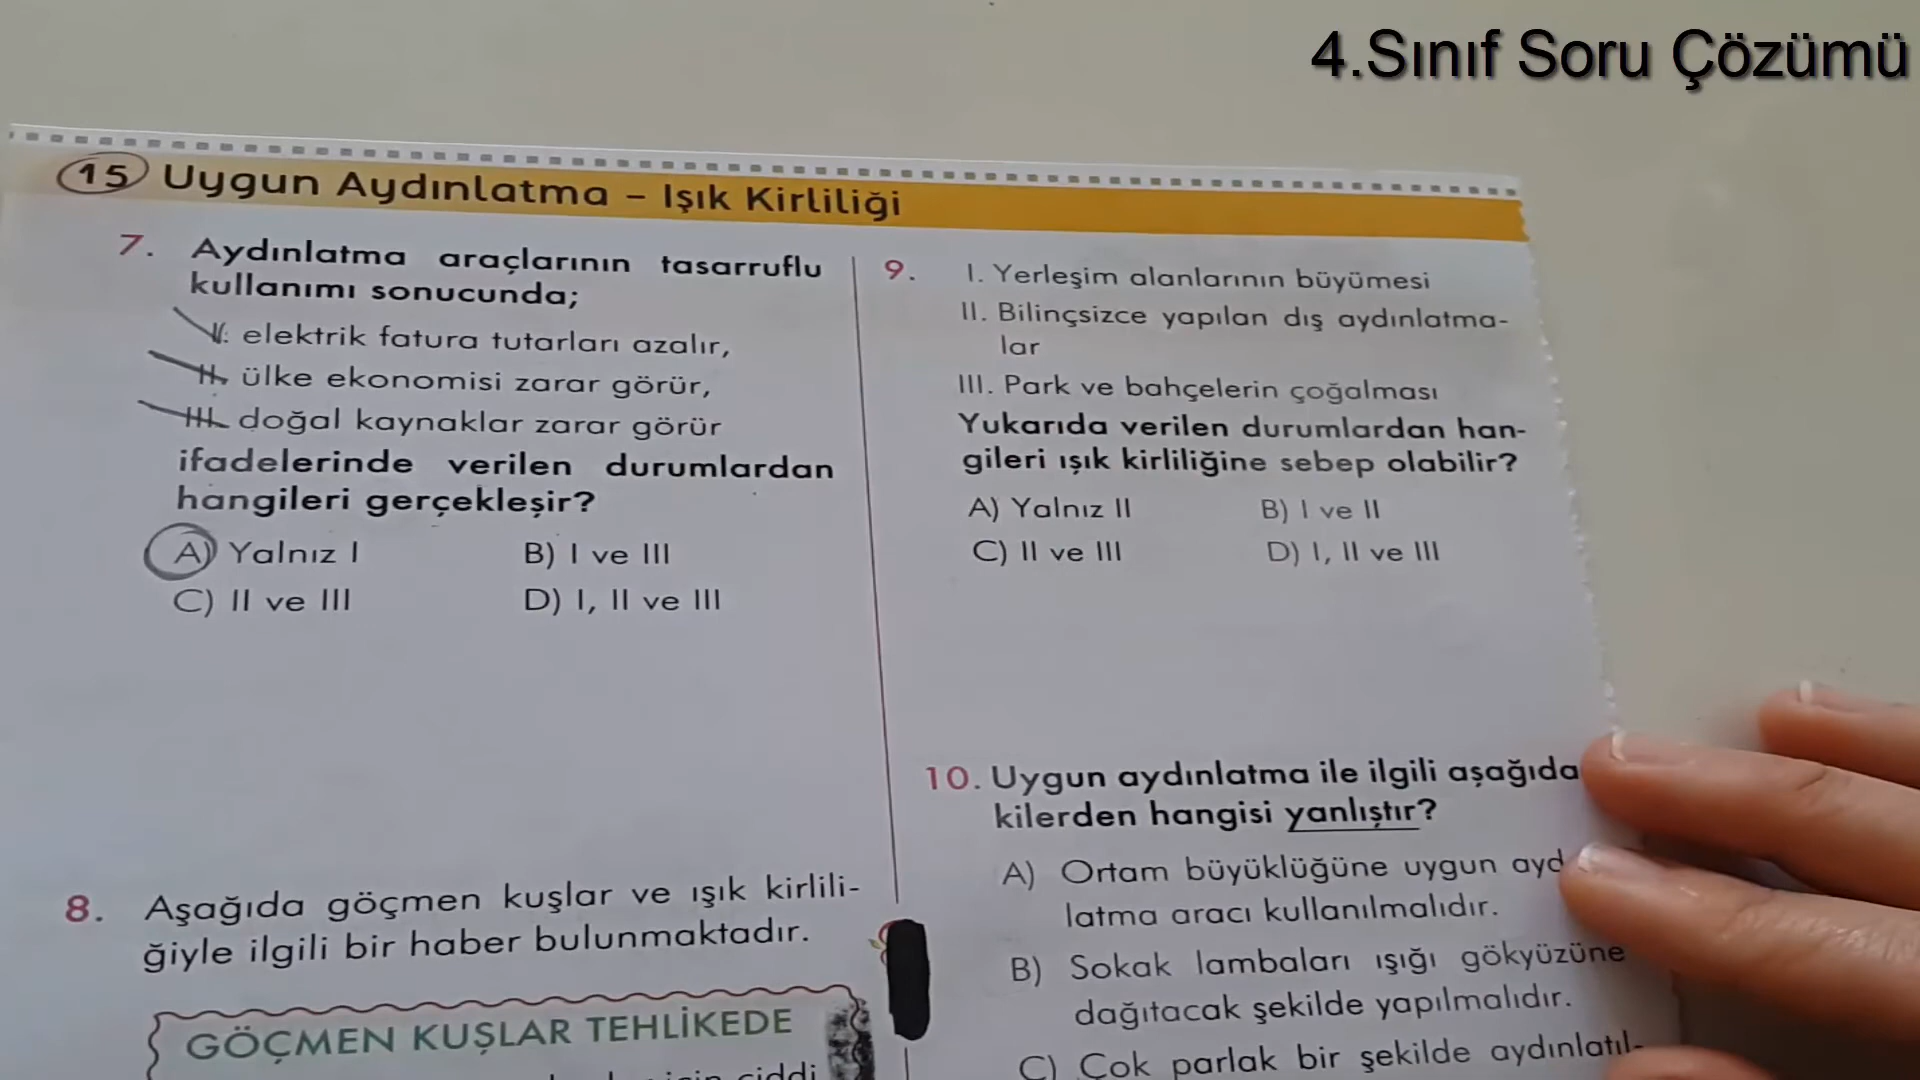 4.Sınıf Soru Çözümü
15 Uygun Aydınlatma – Işık Kirliliği
7. Aydınlatma araçlarının tasarruflu
kullanımı sonucunda;
I. elektrik fatura tutarları azalır,
II. ülke ekonomisi zarar görür,
III. doğal kaynaklar zarar görür
ifadelerinde verilen durumlardan
hangileri gerçekleşir?
A) Yalnız I
B) I ve III
C) II ve III
D) I, II ve III
8. Aşağıda göçmen kuşlar ve ışık kirlili-
ğiyle ilgili bir haber bulunmaktadır.
GÖÇMEN KUŞLAR TEHLİKEDE
için ciddi
9. I. Yerleşim alanlarının büyümesi
II. Bilinçsizce yapılan dış aydınlatma-
lar
III. Park ve bahçelerin çoğalması
Yukarıda verilen durumlardan han-
gileri ışık kirliliğine sebep olabilir?
A) Yalnız II
B) I ve II
C) II ve III
D) I, II ve III
10. Uygun aydınlatma ile ilgili aşağıda
kilerden hangisi yanlıştır?
A) Ortam büyüklüğüne uygun ayd
latma aracı kullanılmalıdır.
B) Sokak lambaları ışığı gökyüzüne
dağıtacak şekilde yapılmalıdır.
C) Çok parlak bir şekilde aydınlatıl-